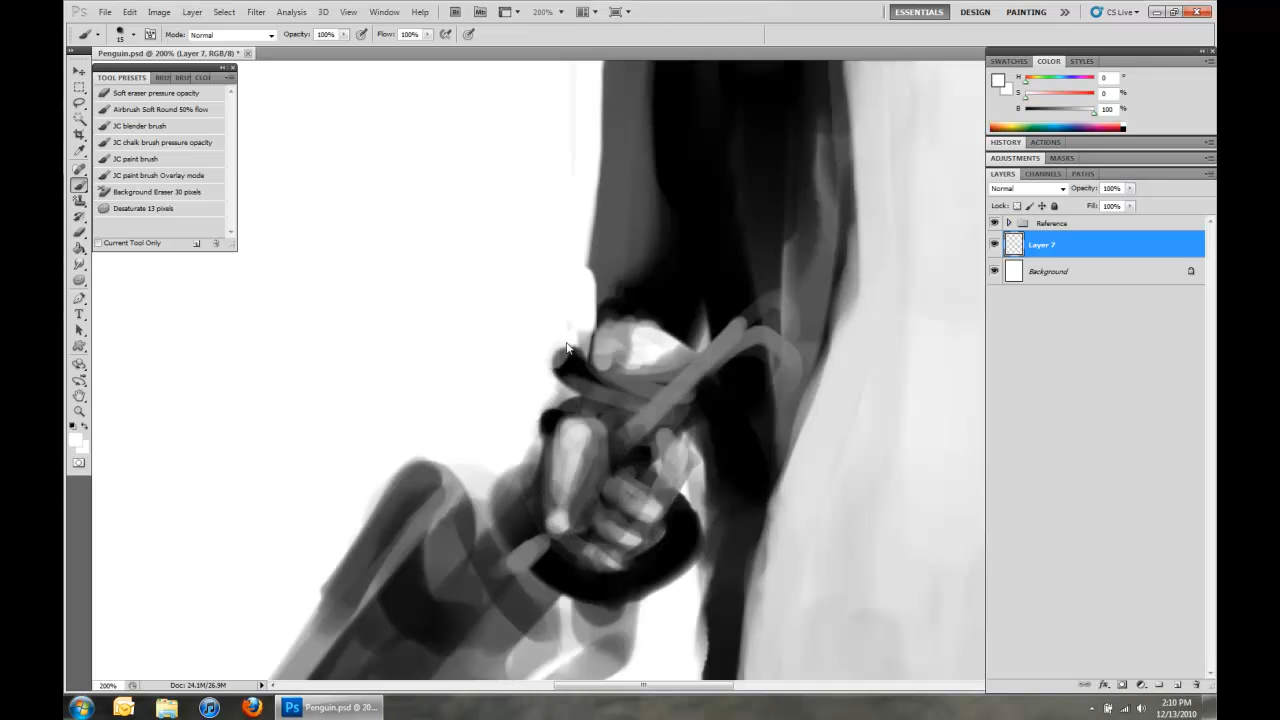 Ps File Edit Image Layer Select Filter Analysis 3D View Window Help Br Mb 200% ESSENTIALS DESIGN PAINTING CS Live
15 Mode: Normal Opacity: 100% Flow: 100%
Penguin.psd @ 200% (Layer 7, RGB/8) *
TOOL PRESETS
Soft eraser pressure opacity
Airbrush Soft Round 50% flow
JC blender brush
JC chalk brush pressure opacity
JC paint brush
JC paint brush Overlay mode
Background Eraser 30 pixels
Desaturate 13 pixels
Current Tool Only
SWATCHES COLOR STYLES
H 0 °
S 0 %
B 100 %
HISTORY ACTIONS
ADJUSTMENTS MASKS
LAYERS CHANNELS PATHS
Normal Opacity: 100%
Lock: Fill: 100%
Reference
Layer 7
Background
200% Doc: 24.1M/26.9M
Ps Penguin.psd @ 20...
2:10 PM
12/13/2010